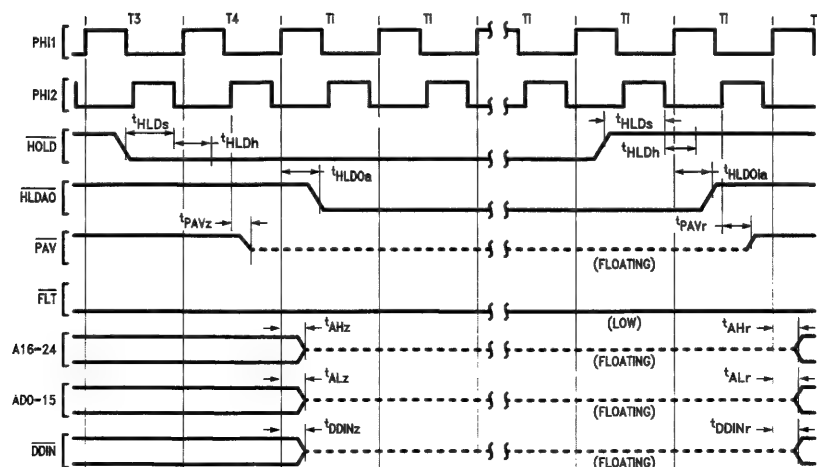 T3 T4 Ti Ti Ti Ti Ti T
PHI1
PHI2
tHLDs tHLDs
HOLD
tHLDh tHLDh
tHLDOa tHLDOia
HLDAO
tPAVz tPAVr
PAV
(FLOATING)
FLT
(LOW)
tAHz tAHr
A16-24
(FLOATING)
tALz tALr
AD0-15
(FLOATING)
tDDINz tDDINr
DDIN
(FLOATING)